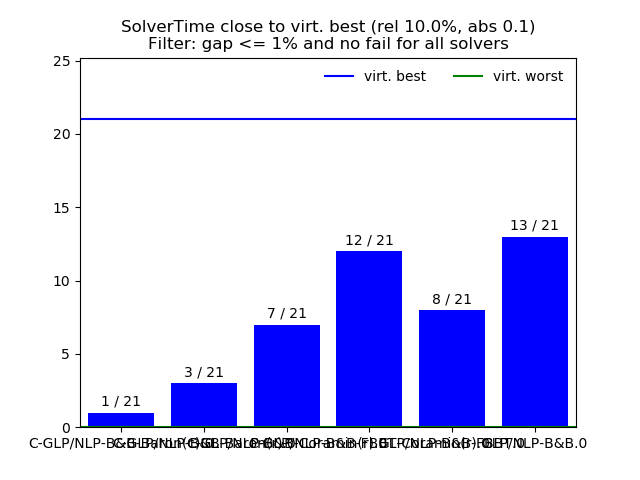 SolverTime close to virt. best (rel 10.0%, abs 0.1)
Filter: gap <= 1% and no fail for all solvers
25
virt. best
virt. worst
20
15
13 / 21
12 / 21
10
8 / 21
7 / 21
5
3 / 21
1 / 21
0
C-GLP/NLP-B&B